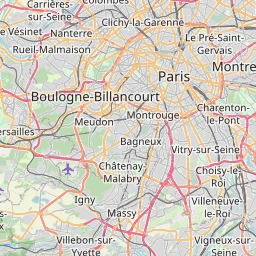 Carrières-
sur-Seine
Colombes
Clichy-la-Garenne
Le Vésinet
Nanterre
Le Pré-Saint-
Gervais
Rueil-Malmaison
Paris
Montre
Boulogne-Billancourt
Charenton-
le-Pont
Montrouge
Meudon
ersailles
Bagneux
Vitry-sur-Seine
Châtenay-
Malabry
Choisy-le-
Roi
Igny
Villeneuve-
le-Roi
Massy
Villebon-sur-
Yvette
Vigneux-sur-
Seine